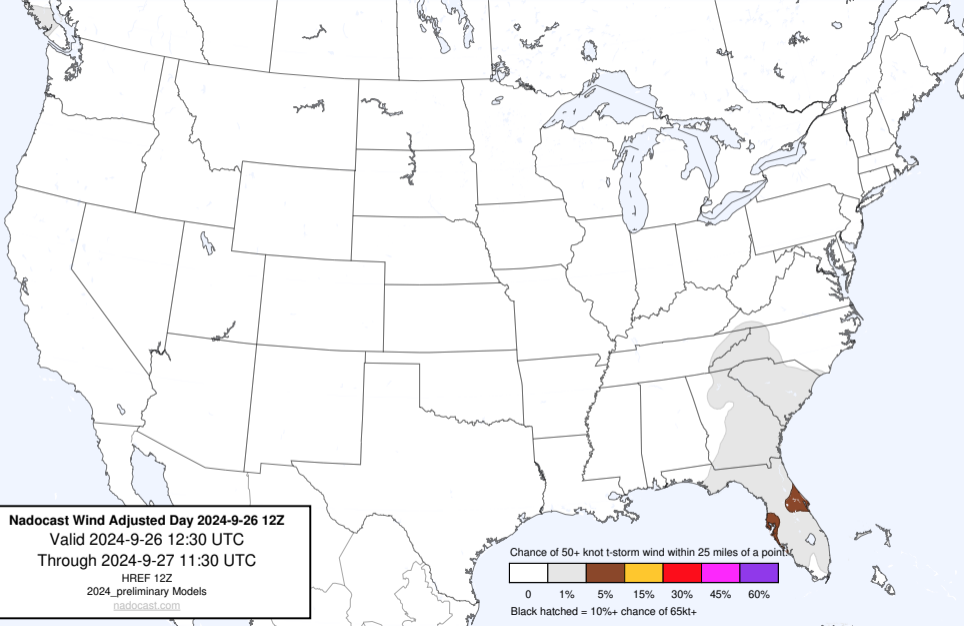 Nadocast Wind Adjusted Day 2024-9-26 12Z
Valid 2024-9-26 12:30 UTC
Through 2024-9-27 11:30 UTC
HREF 12Z
2024_preliminary Models
nadocast.com
Chance of 50+ knot t-storm wind within 25 miles of a point.
0 1% 5% 15% 30% 45% 60%
Black hatched = 10%+ chance of 65kt+